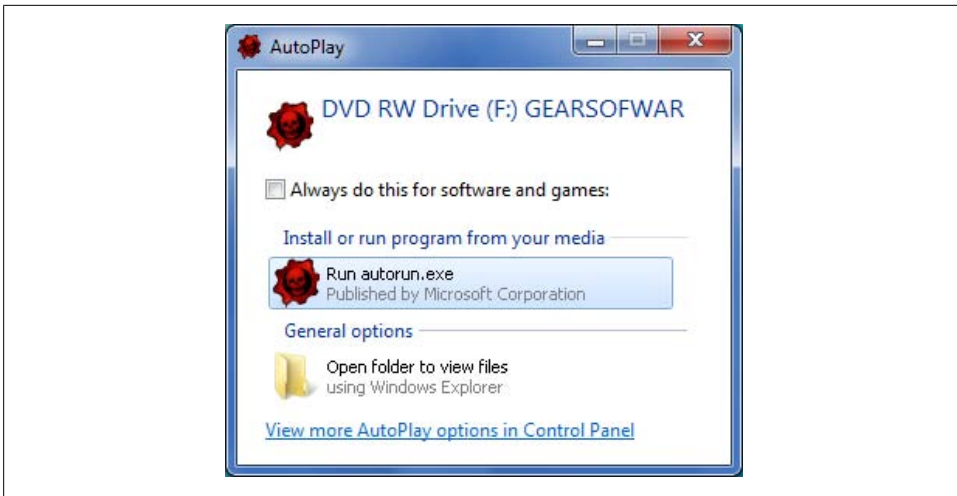 AutoPlay
DVD RW Drive (F:) GEARSOFWAR
Always do this for software and games:
Install or run program from your media
Run autorun.exe
Published by Microsoft Corporation
General options
Open folder to view files
using Windows Explorer
View more AutoPlay options in Control Panel